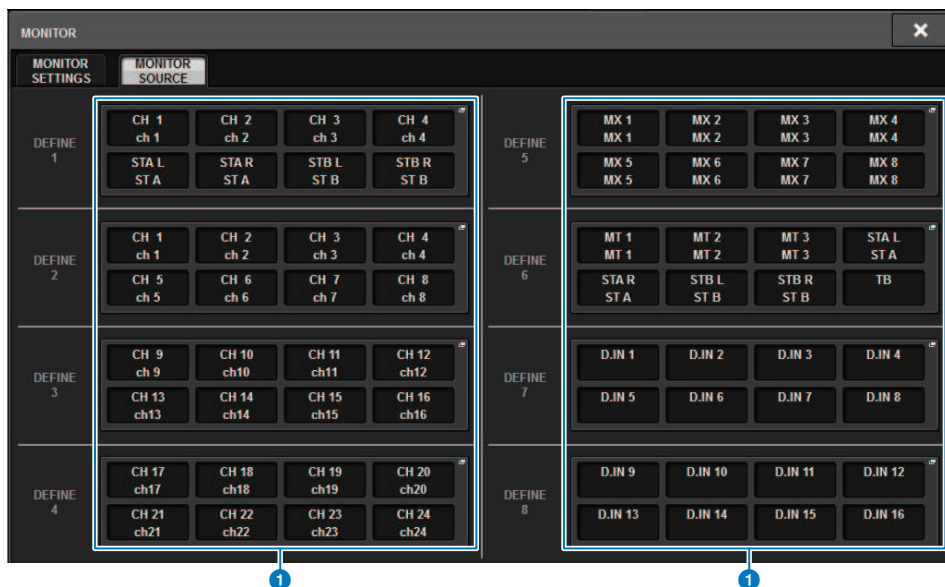 MONITOR
MONITOR SETTINGS
MONITOR SOURCE
DEFINE 1
CH 1 CH 2 CH 3 CH 4
ch 1 ch 2 ch 3 ch 4
STA L STA R STB L STB R
ST A ST A ST B ST B
DEFINE 2
CH 1 CH 2 CH 3 CH 4
ch 1 ch 2 ch 3 ch 4
CH 5 CH 6 CH 7 CH 8
ch 5 ch 6 ch 7 ch 8
DEFINE 3
CH 9 CH 10 CH 11 CH 12
ch 9 ch10 ch11 ch12
CH 13 CH 14 CH 15 CH 16
ch13 ch14 ch15 ch16
DEFINE 4
CH 17 CH 18 CH 19 CH 20
ch17 ch18 ch19 ch20
CH 21 CH 22 CH 23 CH 24
ch21 ch22 ch23 ch24
1
DEFINE 5
MX 1 MX 2 MX 3 MX 4
MX 1 MX 2 MX 3 MX 4
MX 5 MX 6 MX 7 MX 8
MX 5 MX 6 MX 7 MX 8
DEFINE 6
MT 1 MT 2 MT 3 STA L
MT 1 MT 2 MT 3 ST A
STA R STB L STB R TB
ST A ST B ST B
DEFINE 7
D.IN 1 D.IN 2 D.IN 3 D.IN 4
D.IN 5 D.IN 6 D.IN 7 D.IN 8
DEFINE 8
D.IN 9 D.IN 10 D.IN 11 D.IN 12
D.IN 13 D.IN 14 D.IN 15 D.IN 16
1